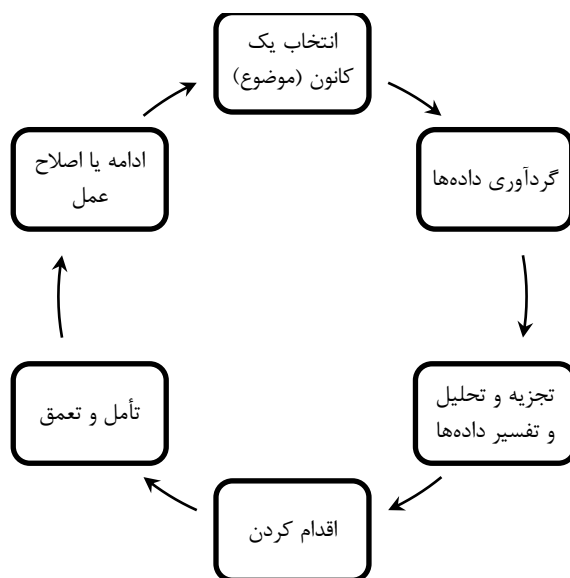 انتخاب یک
کانون (موضوع)
گردآوری داده‌ها
تجزیه و تحلیل
و تفسیر داده‌ها
اقدام کردن
تأمل و تعمق
ادامه یا اصلاح
عمل